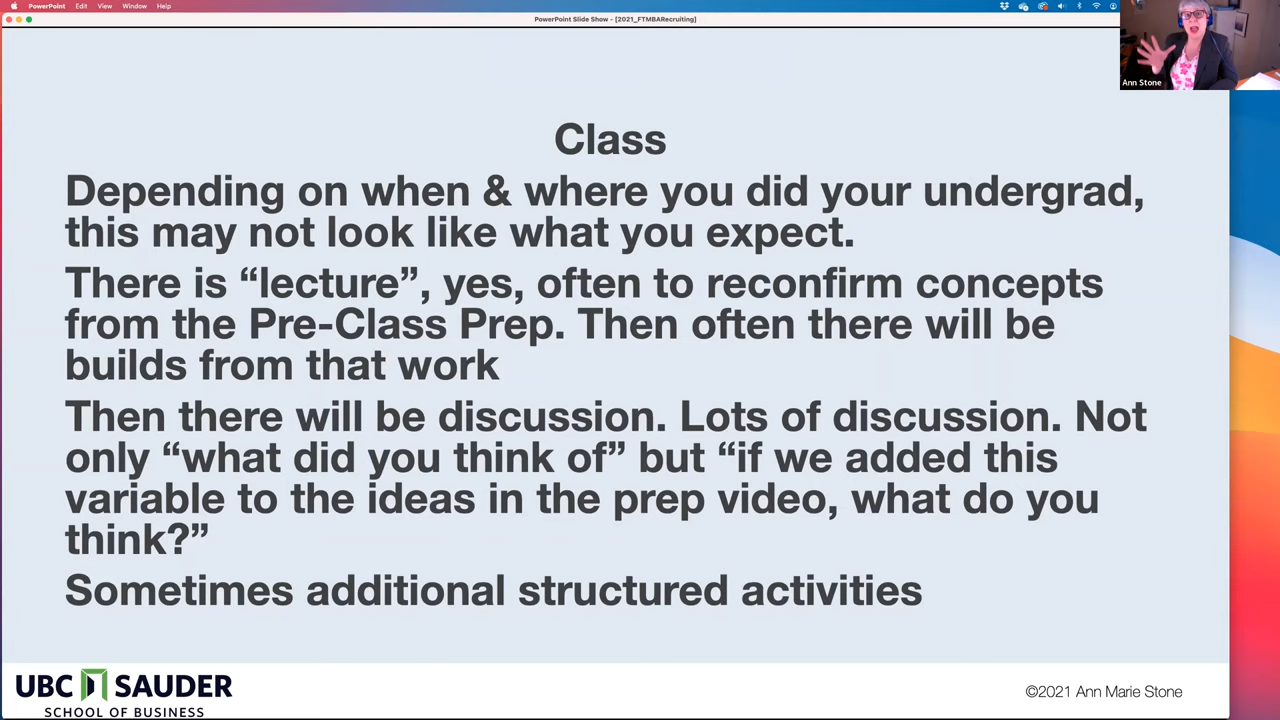 PowerPoint Edit View Window Help
PowerPoint Slide Show - [2021_FTMBARecruiting]
Ann Stone
Class
Depending on when & where you did your undergrad,
this may not look like what you expect.
There is “lecture”, yes, often to reconfirm concepts
from the Pre-Class Prep. Then often there will be
builds from that work
Then there will be discussion. Lots of discussion. Not
only “what did you think of” but “if we added this
variable to the ideas in the prep video, what do you
think?”
Sometimes additional structured activities
UBC SAUDER
SCHOOL OF BUSINESS
©2021 Ann Marie Stone